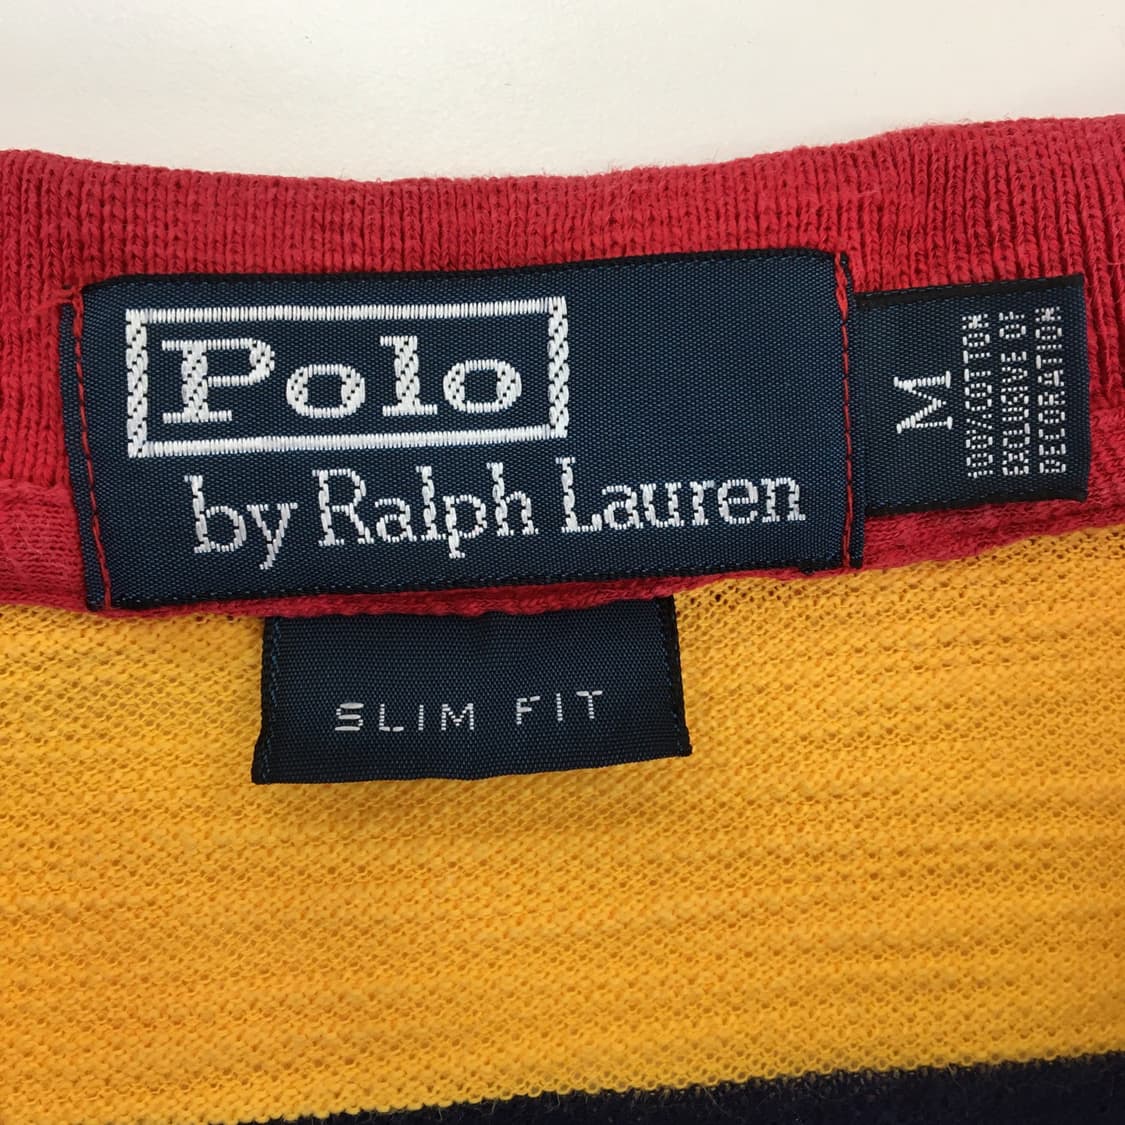 Polo
by Ralph Lauren
M
100% COTTON
EXCLUSIVE OF
DECORATION
SLIM FIT